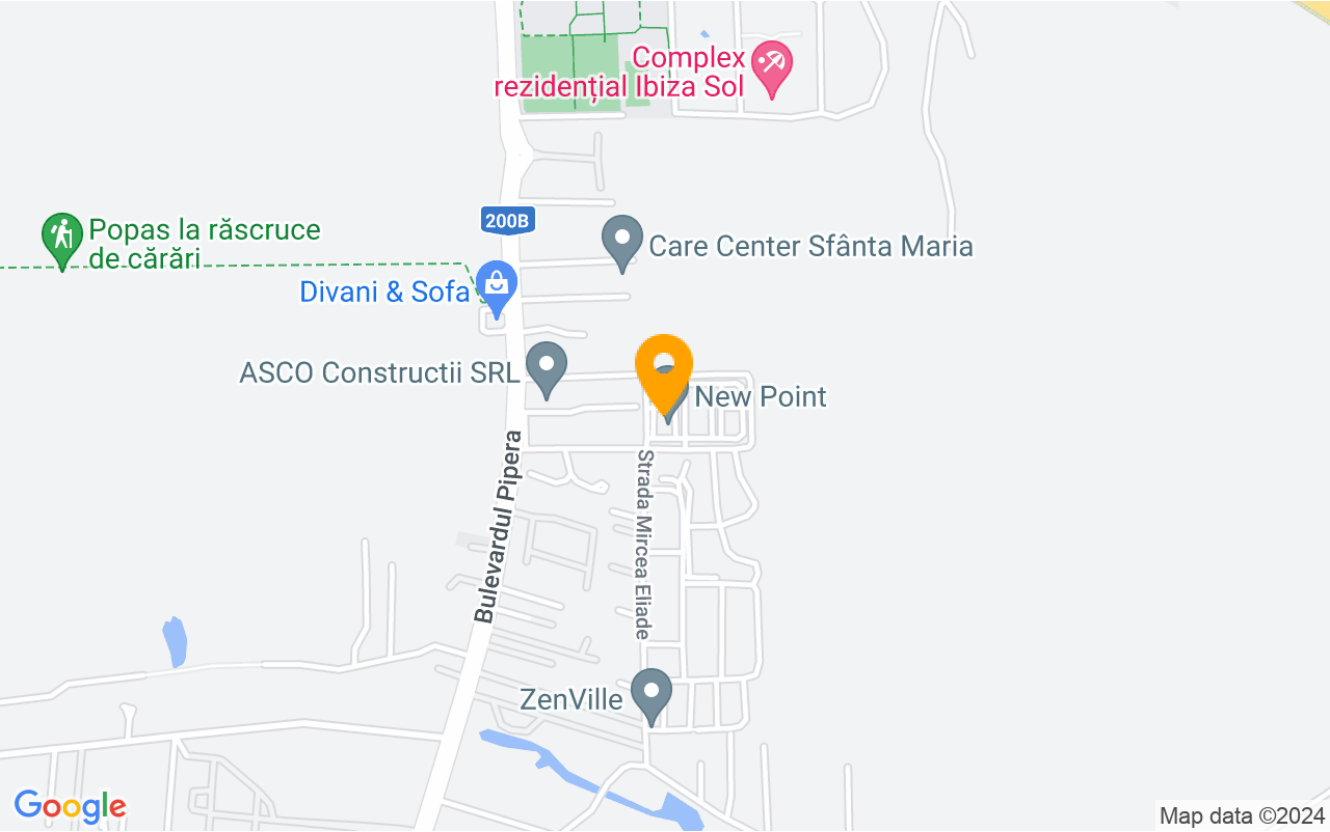 Complex
rezidențial Ibiza Sol
200B
Popas la răscruce
de cărări
Care Center Sfânta Maria
Divani & Sofa
ASCO Constructii SRL
New Point
Bulevardul Pipera
Strada Mircea Eliade
ZenVille
Google
Map data ©2024